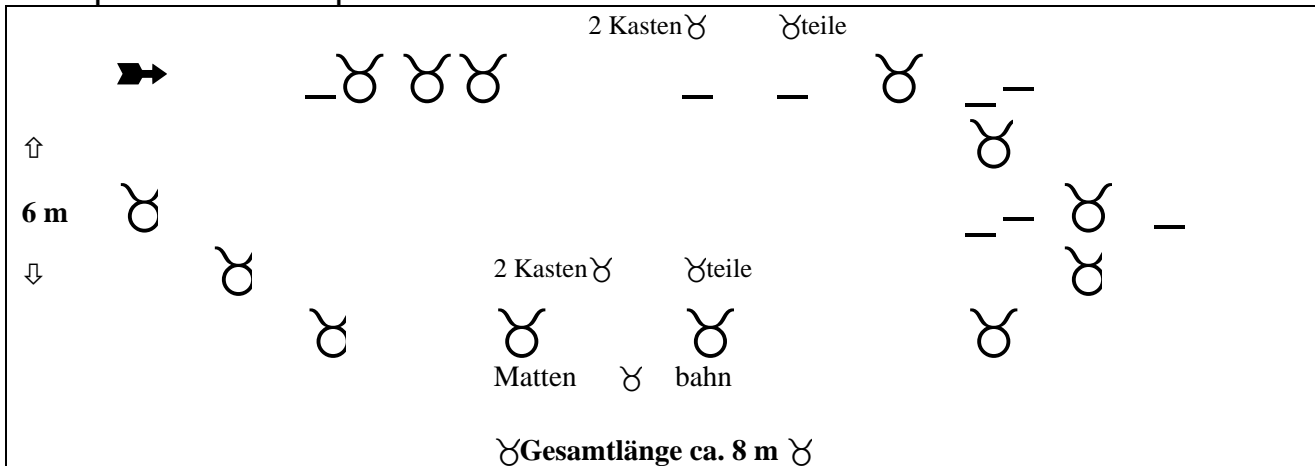 2 Kasten♉ ♉teile
➽ _♉ ♉ ♉ _ _ ♉ _ _
⇧ ♉
6 m ♉ _ _ ♉ _
⇩ ♉ 2 Kasten♉ ♉teile ♉
♉ ♉ ♉ ♉
Matten ♉ bahn
♉Gesamtlänge ca. 8 m ♉